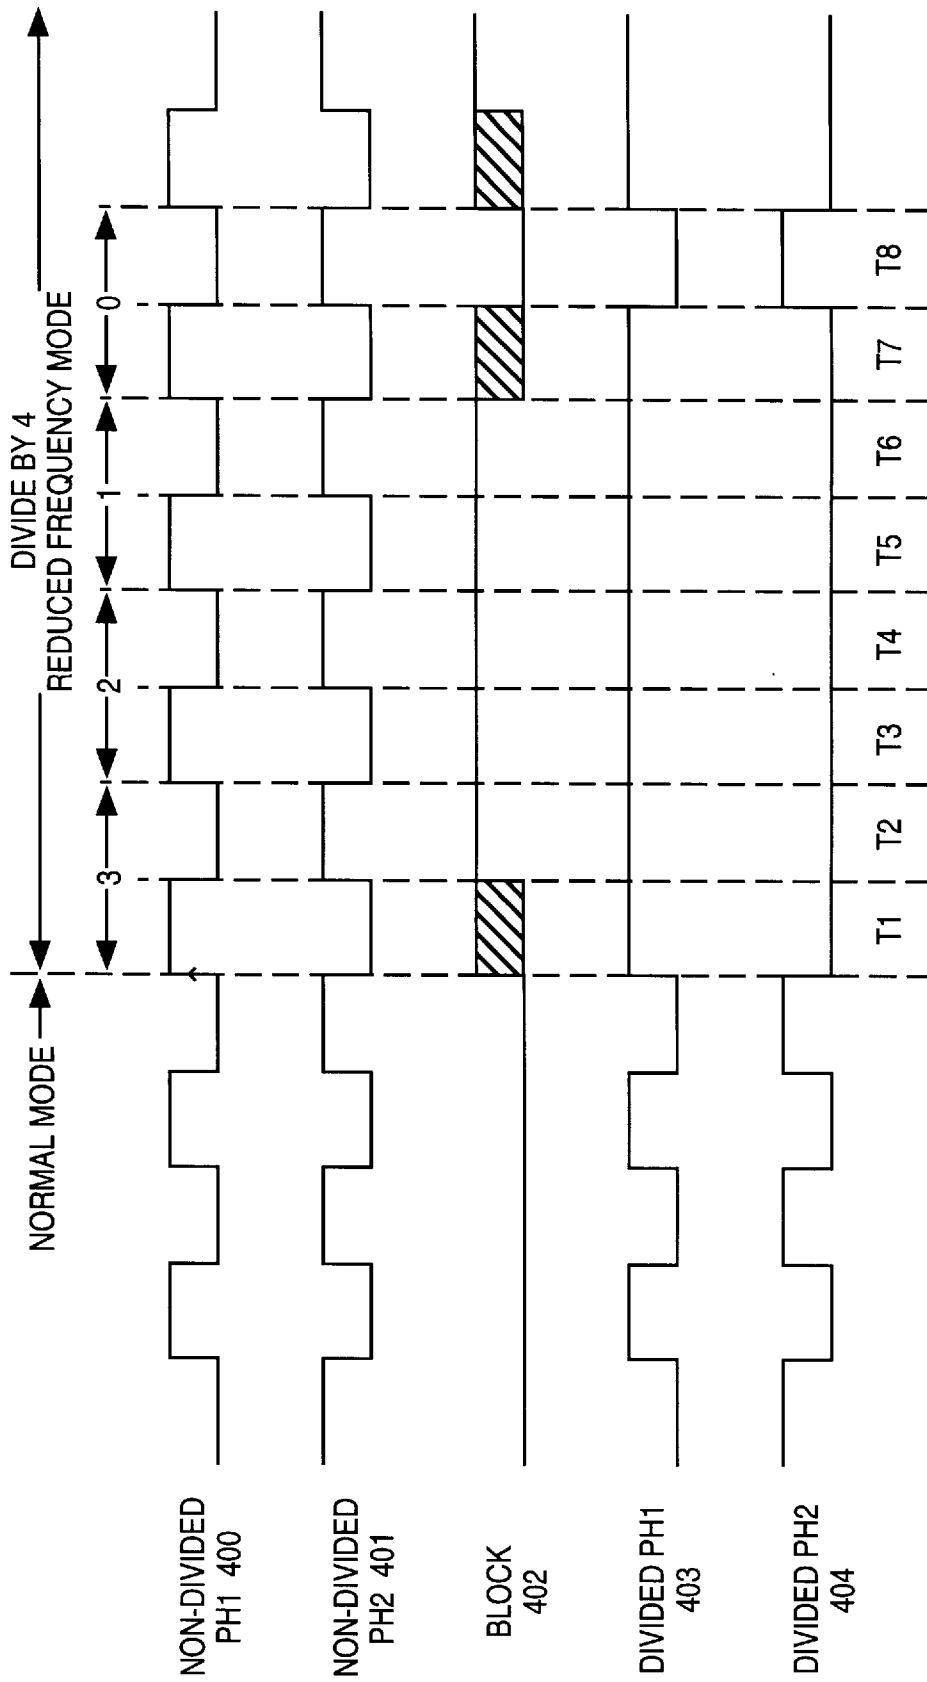 NORMAL MODE
DIVIDE BY 4
REDUCED FREQUENCY MODE
3 2 1 0
NON-DIVIDED
PH1 400
NON-DIVIDED
PH2 401
BLOCK
402
DIVIDED PH1
403
DIVIDED PH2
404
T1 T2 T3 T4 T5 T6 T7 T8